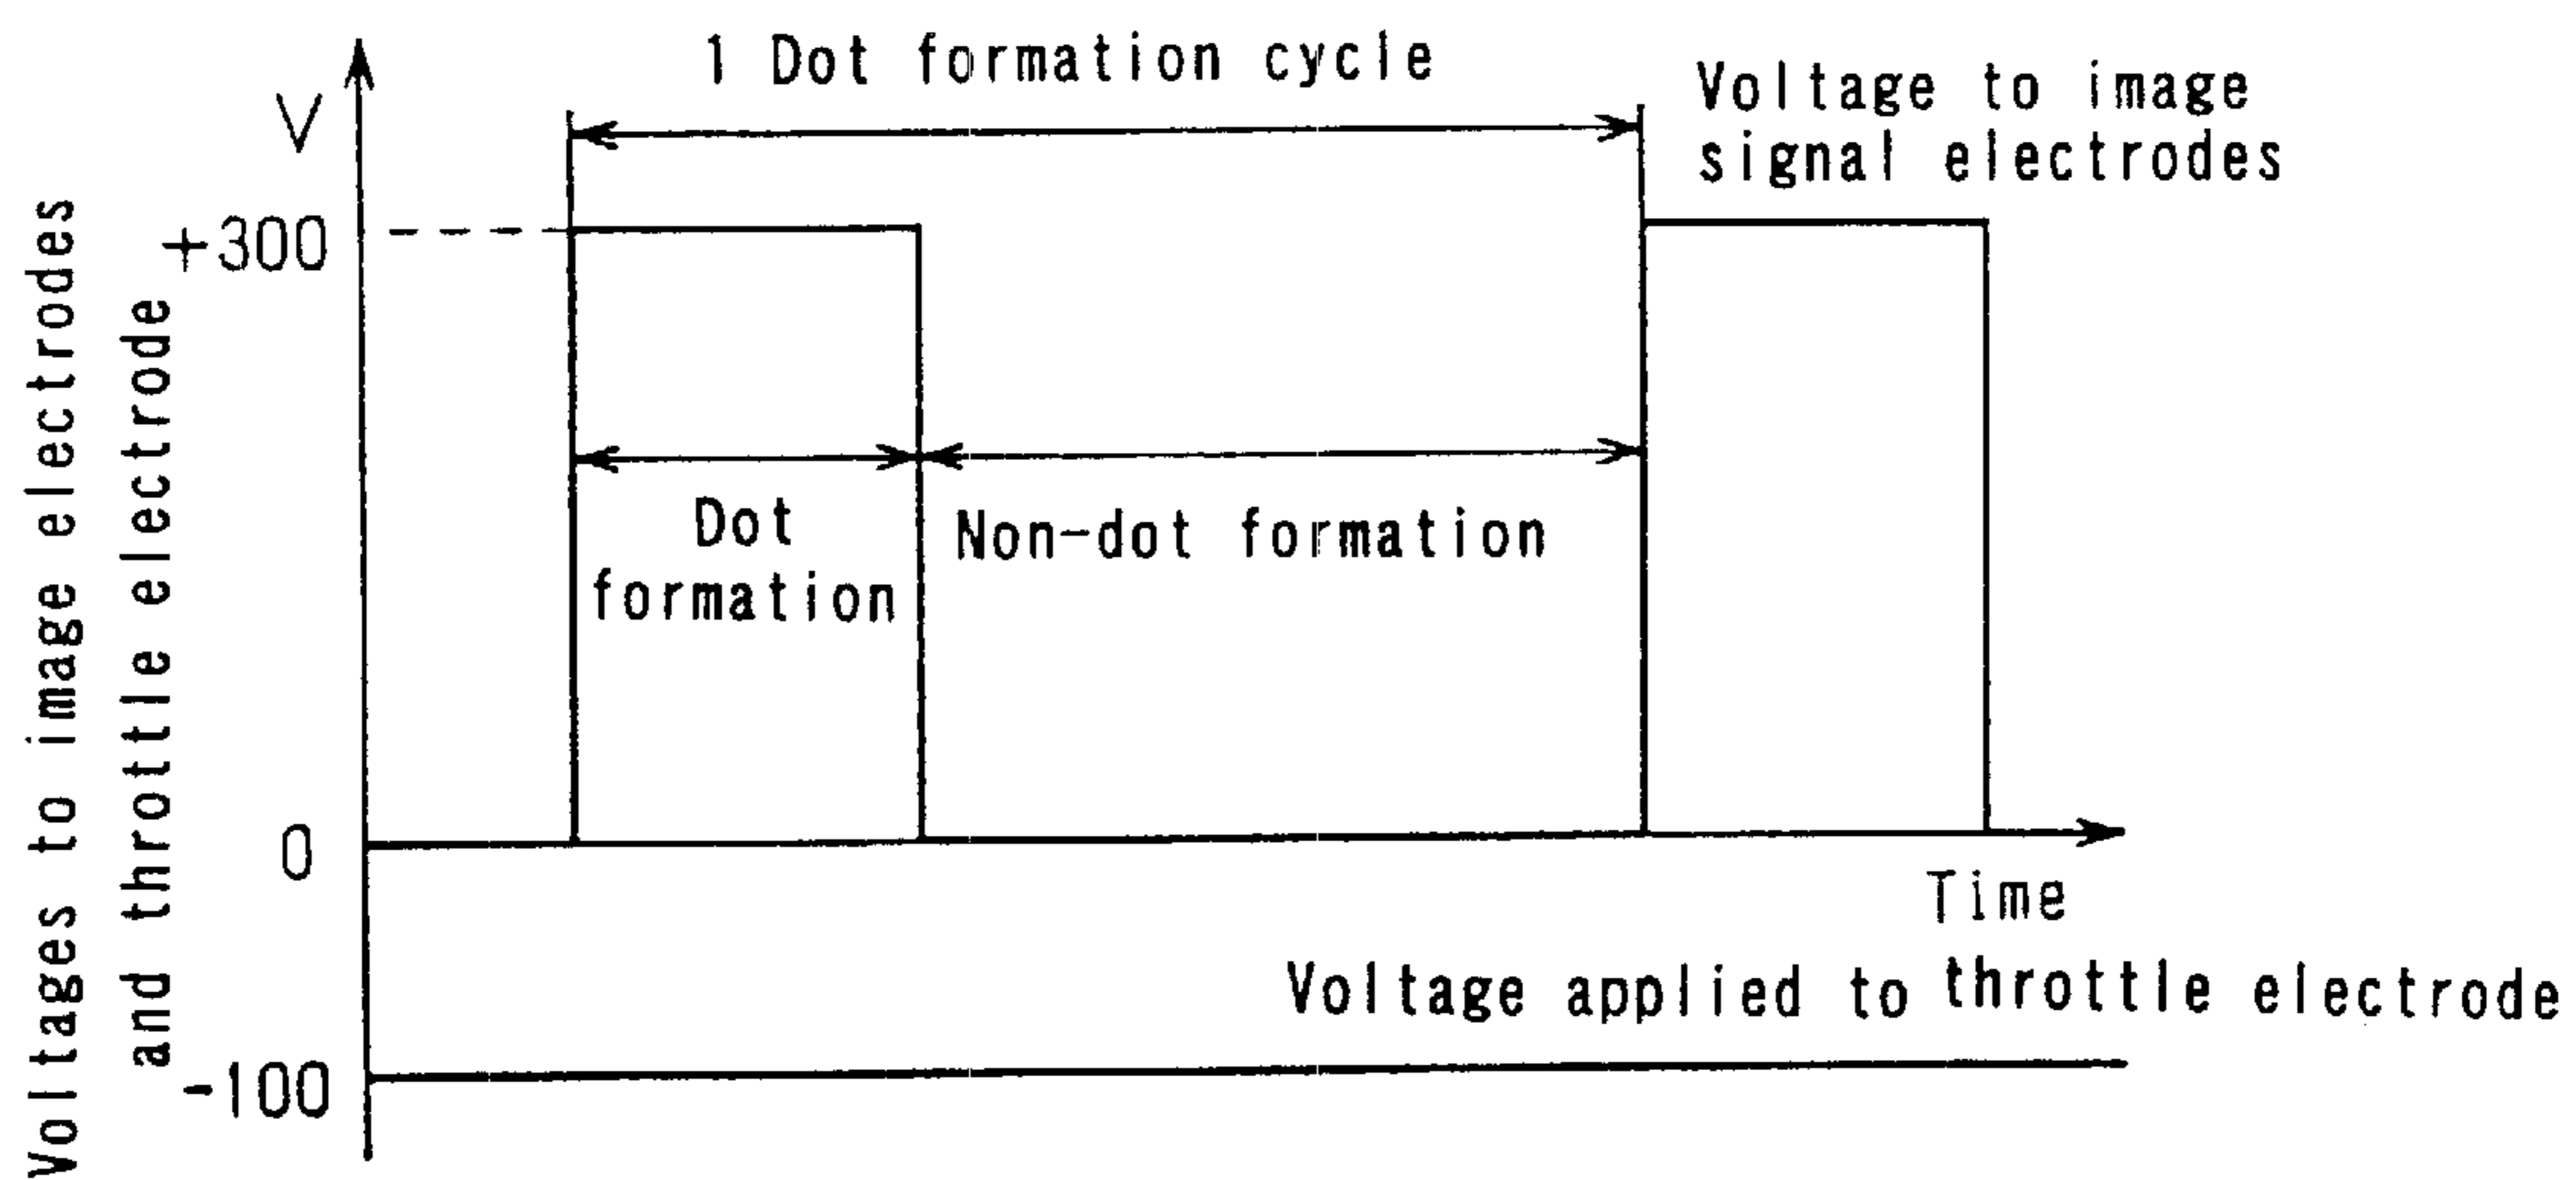 1 Dot formation cycle
Voltage to image
signal electrodes
V
+300
Voltages to image electrodes
and throttle electrode
Dot
formation
Non-dot formation
0
Time
Voltage applied to throttle electrode
-100